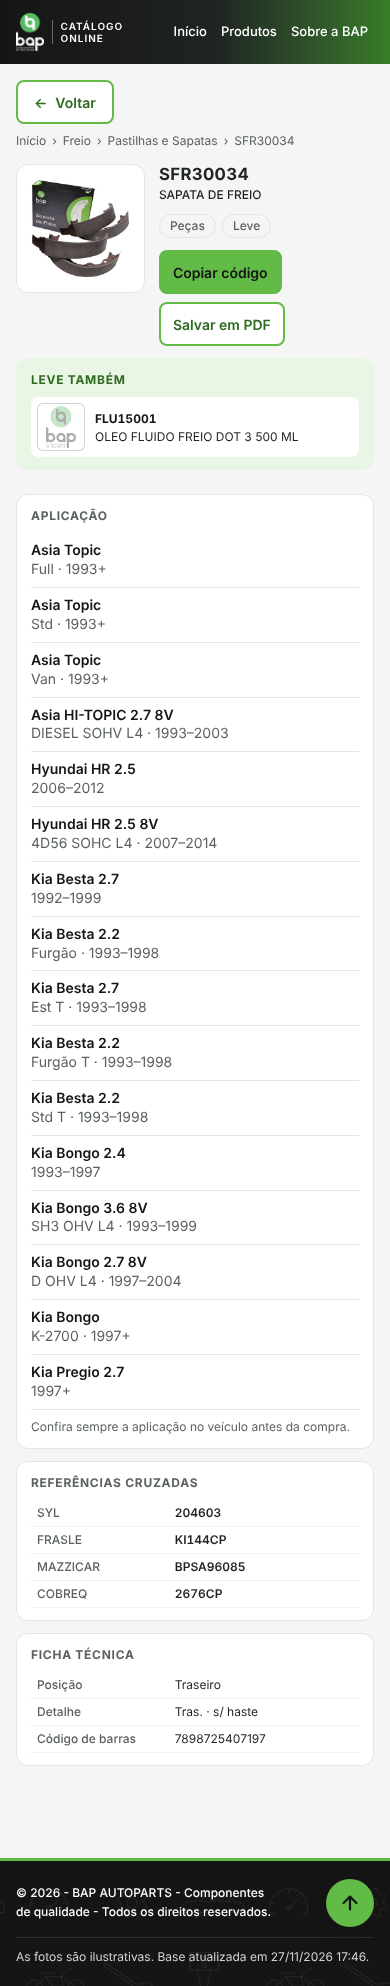 bap
CATÁLOGO
ONLINE
Início
Produtos
Sobre a BAP
← Voltar
Início › Freio › Pastilhas e Sapatas › SFR30034
SFR30034
SAPATA DE FREIO
Peças
Leve
Copiar código
Salvar em PDF
LEVE TAMBÉM
bap
FLU15001
OLEO FLUIDO FREIO DOT 3 500 ML
APLICAÇÃO
Asia Topic
Full · 1993+
Asia Topic
Std · 1993+
Asia Topic
Van · 1993+
Asia HI-TOPIC 2.7 8V
DIESEL SOHV L4 · 1993–2003
Hyundai HR 2.5
2006–2012
Hyundai HR 2.5 8V
4D56 SOHC L4 · 2007–2014
Kia Besta 2.7
1992–1999
Kia Besta 2.2
Furgão · 1993–1998
Kia Besta 2.7
Est T · 1993–1998
Kia Besta 2.2
Furgão T · 1993–1998
Kia Besta 2.2
Std T · 1993–1998
Kia Bongo 2.4
1993–1997
Kia Bongo 3.6 8V
SH3 OHV L4 · 1993–1999
Kia Bongo 2.7 8V
D OHV L4 · 1997–2004
Kia Bongo
K-2700 · 1997+
Kia Pregio 2.7
1997+
Confira sempre a aplicação no veículo antes da compra.
REFERÊNCIAS CRUZADAS
SYL 204603
FRASLE KI144CP
MAZZICAR BPSA96085
COBREQ 2676CP
FICHA TÉCNICA
Posição Traseiro
Detalhe Tras. · s/ haste
Código de barras 7898725407197
© 2026 - BAP AUTOPARTS - Componentes
de qualidade - Todos os direitos reservados.
As fotos são ilustrativas. Base atualizada em 27/11/2026 17:46.